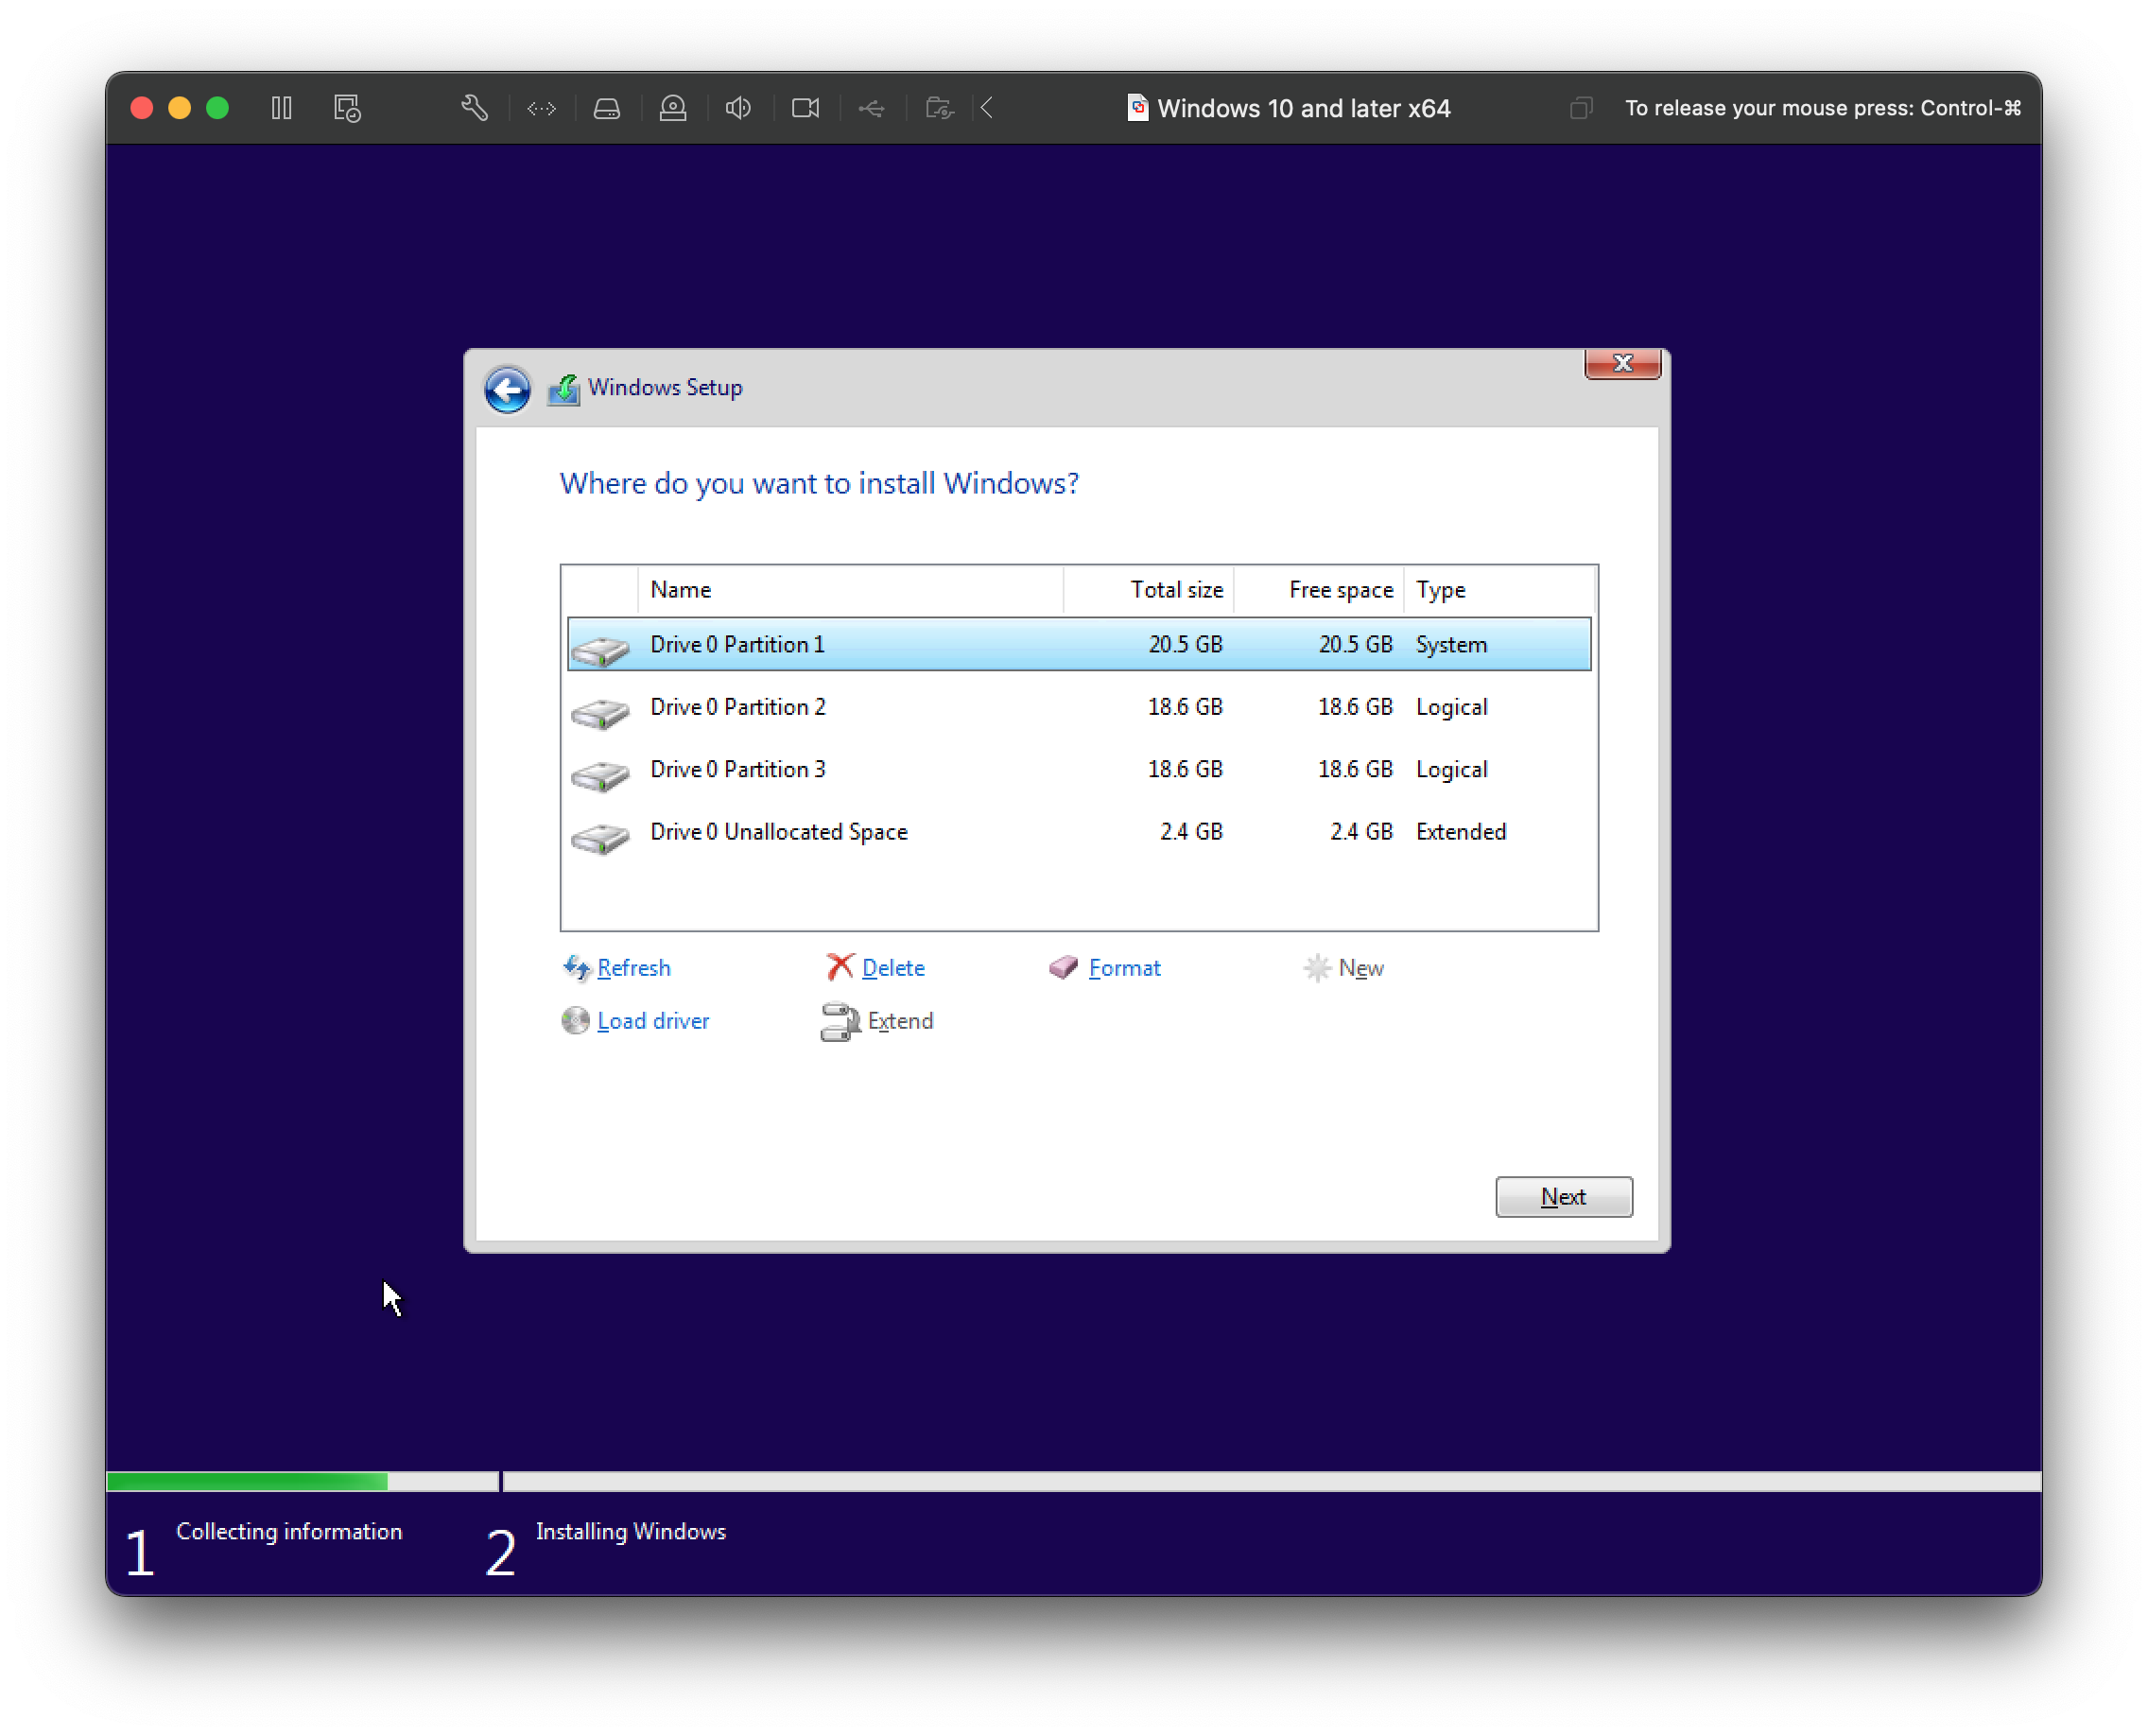 Windows 10 and later x64 To release your mouse press: Control-⌘
Windows Setup
Where do you want to install Windows?
Name Total size Free space Type
Drive 0 Partition 1 20.5 GB 20.5 GB System
Drive 0 Partition 2 18.6 GB 18.6 GB Logical
Drive 0 Partition 3 18.6 GB 18.6 GB Logical
Drive 0 Unallocated Space 2.4 GB 2.4 GB Extended
Refresh Delete Format New
Load driver Extend
Next
1 Collecting information 2 Installing Windows